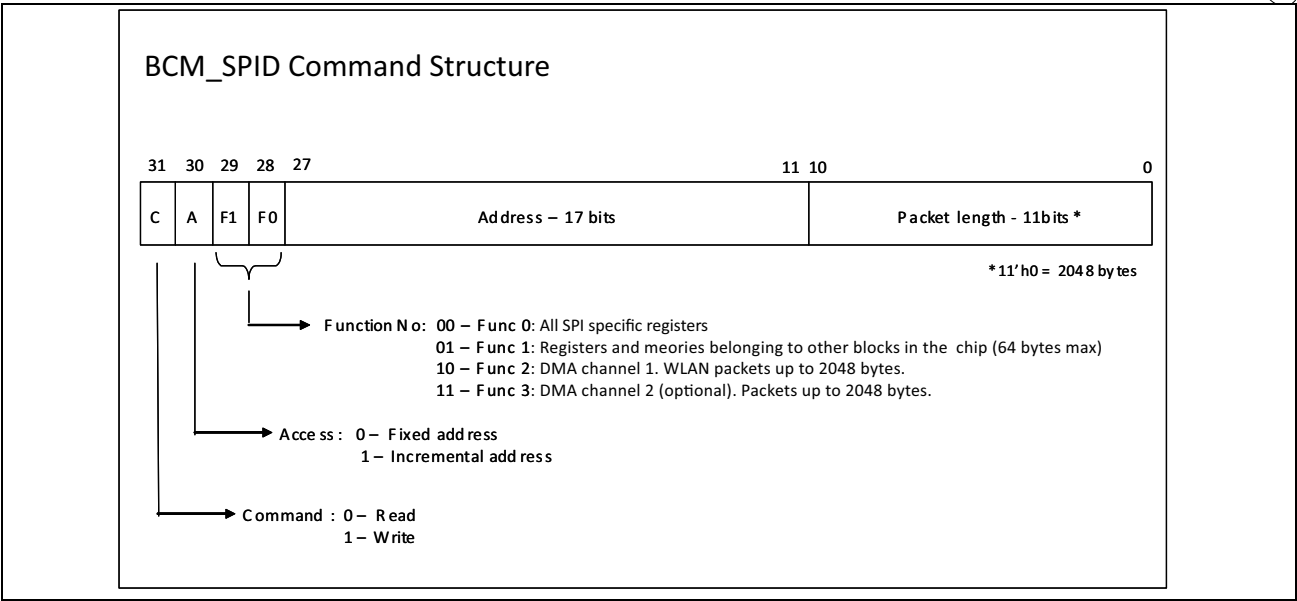 BCM_SPID Command Structure
31 30 29 28 27 11 10 0
C A F1 F0 Address – 17 bits Packet length - 11bits *
*11'h0 = 2048 bytes
Function No: 00 – Func 0: All SPI specific registers
01 – Func 1: Registers and meories belonging to other blocks in the chip (64 bytes max)
10 – Func 2: DMA channel 1. WLAN packets up to 2048 bytes.
11 – Func 3: DMA channel 2 (optional). Packets up to 2048 bytes.
Access : 0 – Fixed address
1 – Incremental address
Command : 0 – Read
1 – Write